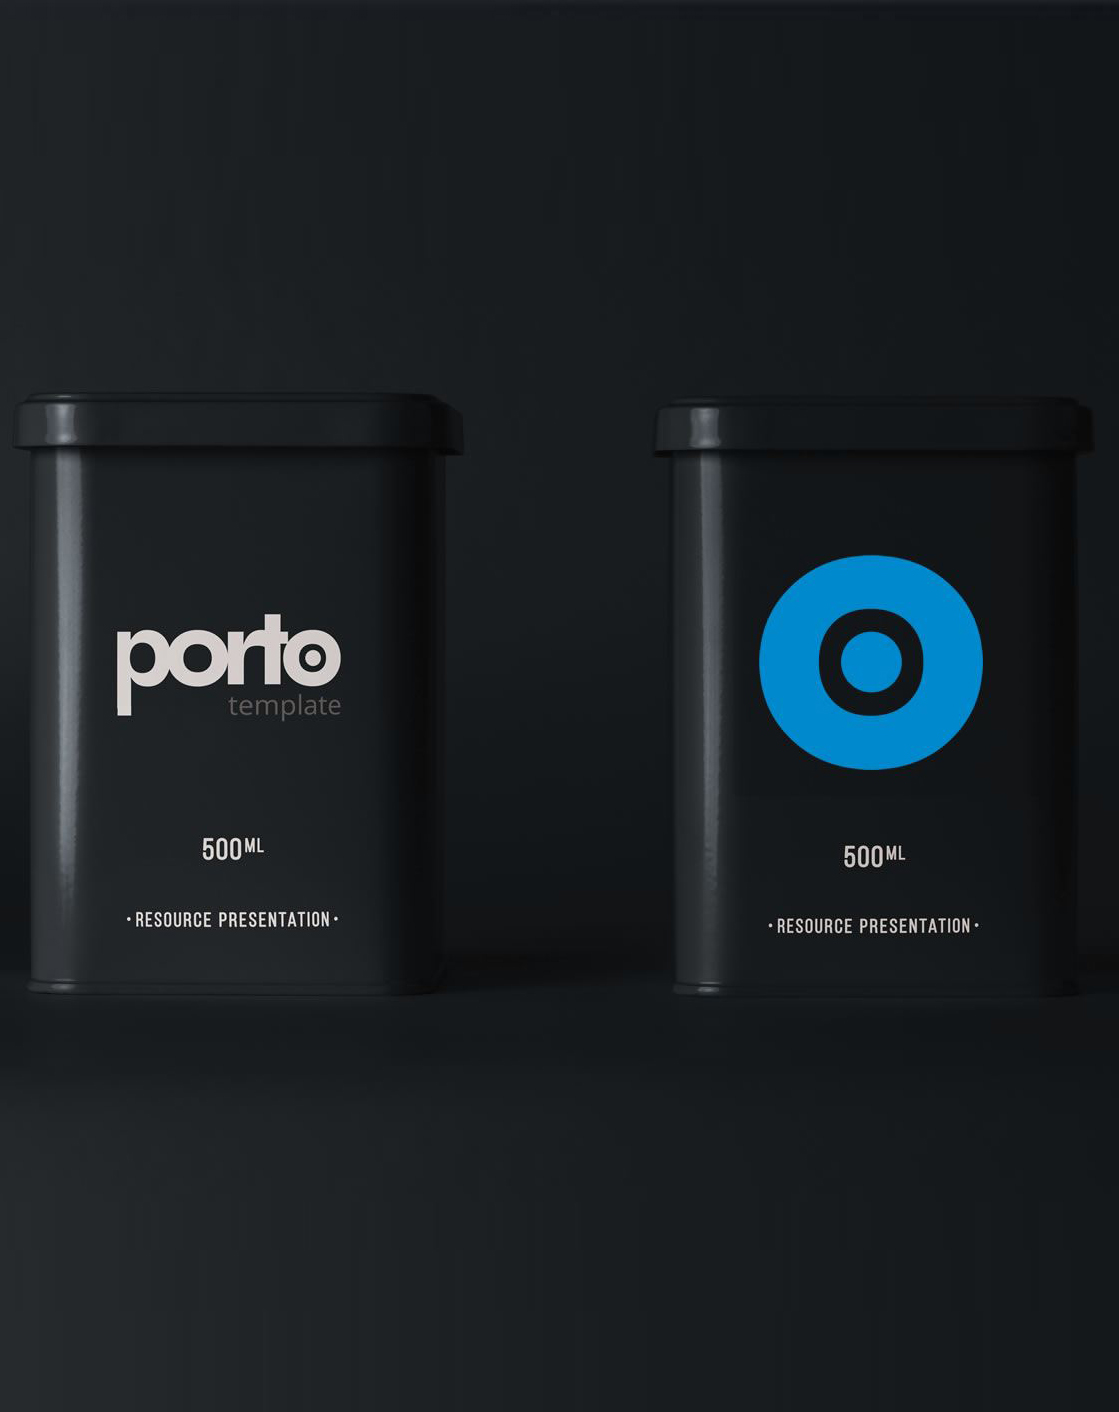 porto
template
500ML
• RESOURCE PRESENTATION •
500ML
• RESOURCE PRESENTATION •